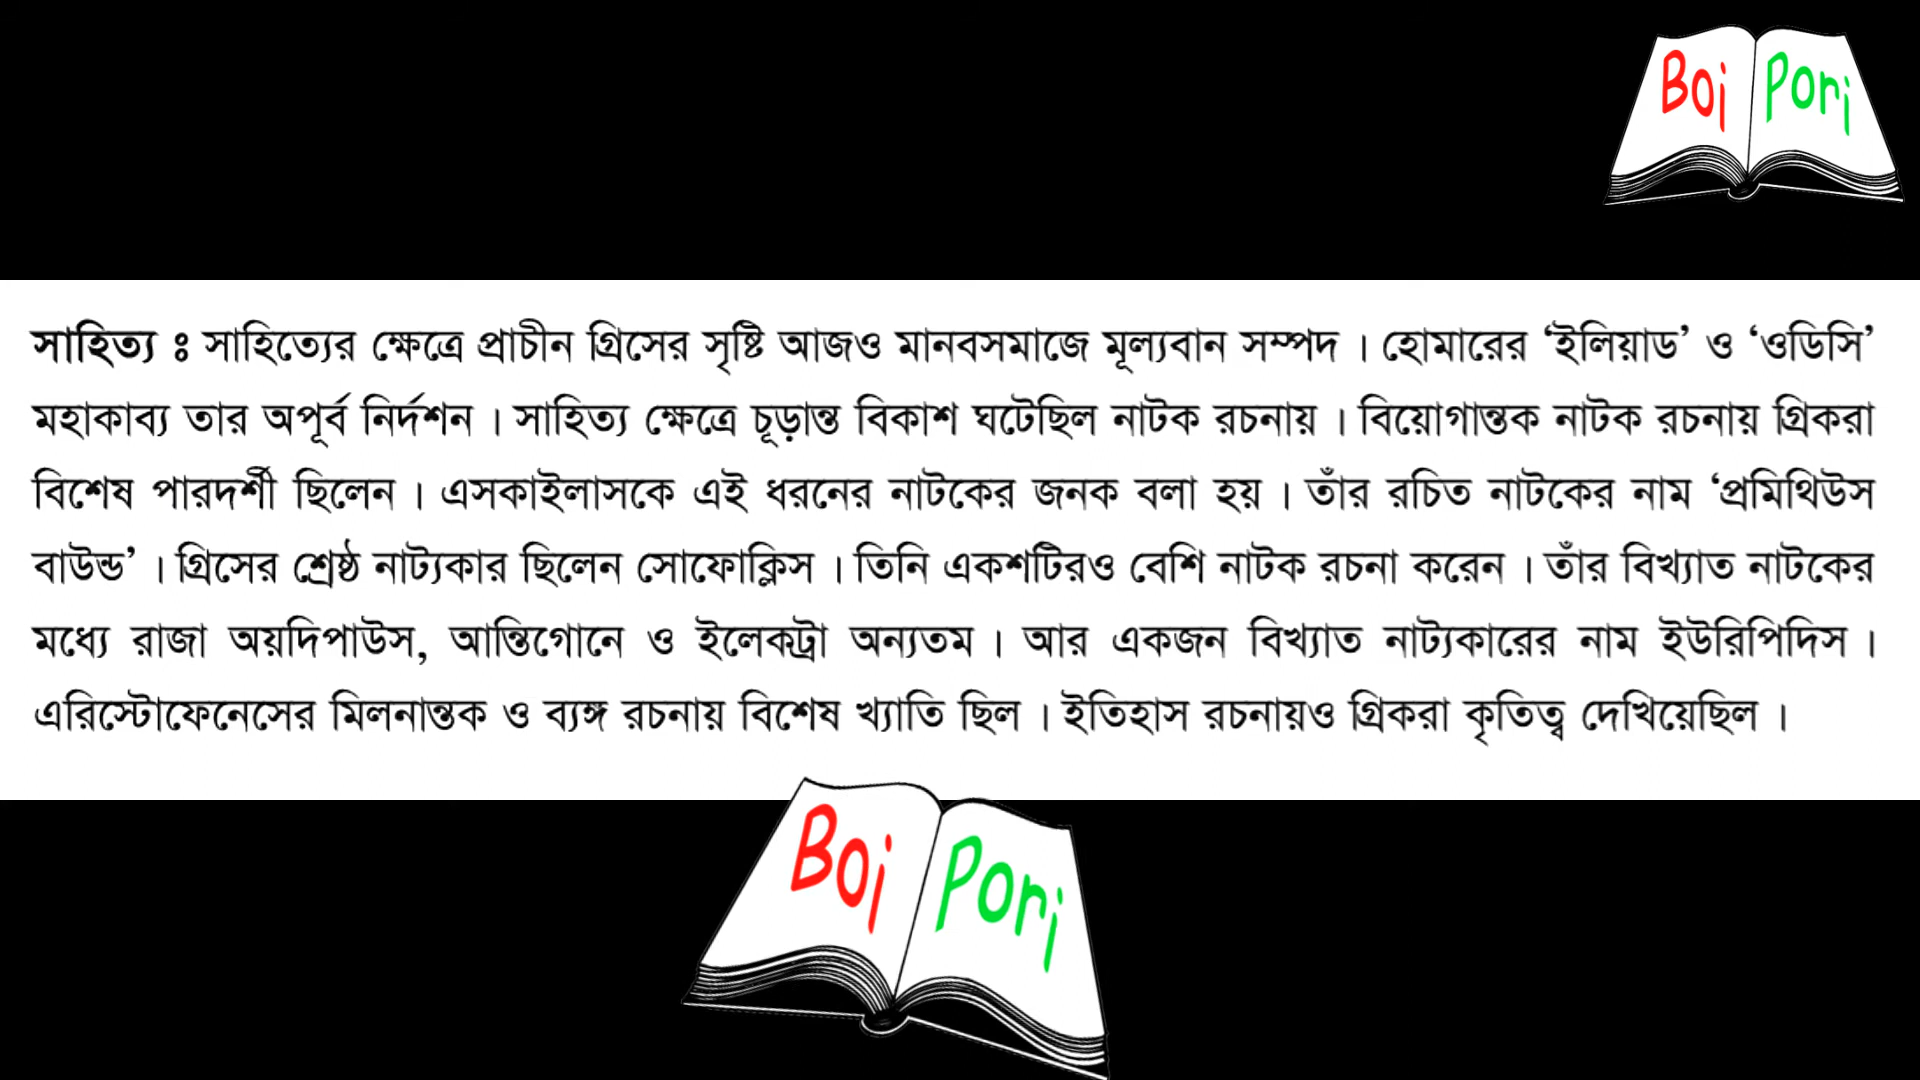 Boi Pori
সাহিত্য ঃ সাহিত্যের ক্ষেত্রে প্রাচীন গ্রিসের সৃষ্টি আজও মানবসমাজে মূল্যবান সম্পদ । হোমারের ‘ইলিয়াড’ ও ‘ওডিসি’
মহাকাব্য তার অপূর্ব নির্দশন । সাহিত্য ক্ষেত্রে চূড়ান্ত বিকাশ ঘটেছিল নাটক রচনায় । বিয়োগান্তক নাটক রচনায় গ্রিকরা
বিশেষ পারদর্শী ছিলেন । এসকাইলাসকে এই ধরনের নাটকের জনক বলা হয় । তাঁর রচিত নাটকের নাম ‘প্রমিথিউস
বাউন্ড’ । গ্রিসের শ্রেষ্ঠ নাট্যকার ছিলেন সোফোক্লিস । তিনি একশটিরও বেশি নাটক রচনা করেন । তাঁর বিখ্যাত নাটকের
মধ্যে রাজা অয়দিপাউস, আন্তিগোনে ও ইলেকট্রা অন্যতম । আর একজন বিখ্যাত নাট্যকারের নাম ইউরিপিদিস ।
এরিস্টোফেনেসের মিলনান্তক ও ব্যঙ্গ রচনায় বিশেষ খ্যাতি ছিল । ইতিহাস রচনায়ও গ্রিকরা কৃতিত্ব দেখিয়েছিল ।
Boi Pori